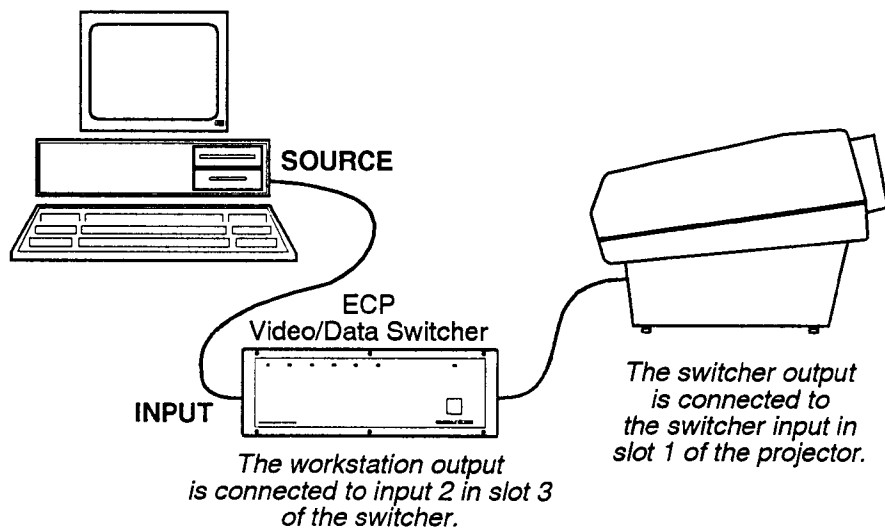 SOURCE
ECP
Video/Data Switcher
INPUT
The switcher output
is connected to
the switcher input in
slot 1 of the projector.
The workstation output
is connected to input 2 in slot 3
of the switcher.